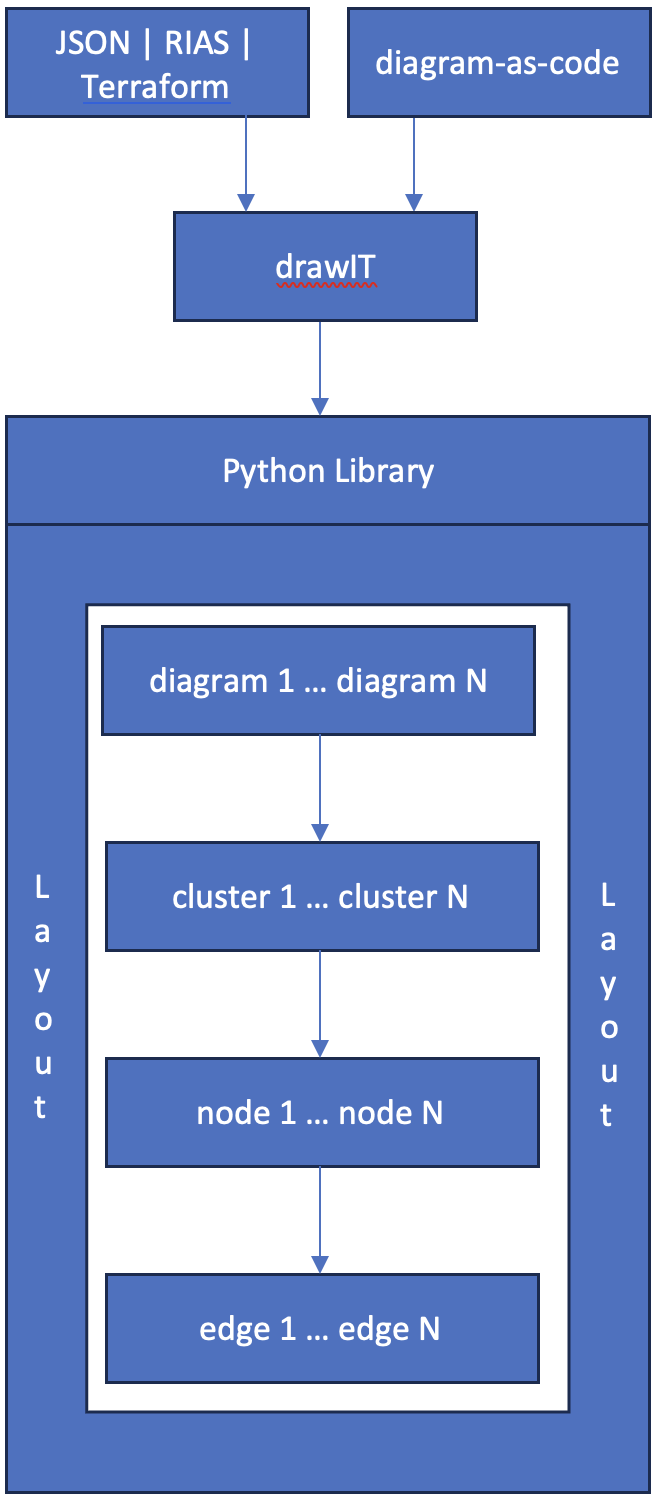 JSON | RIAS |
Terraform
diagram-as-code
drawIT
Python Library
diagram 1 ... diagram N
cluster 1 ... cluster N
node 1 ... node N
edge 1 ... edge N
Layout
Layout